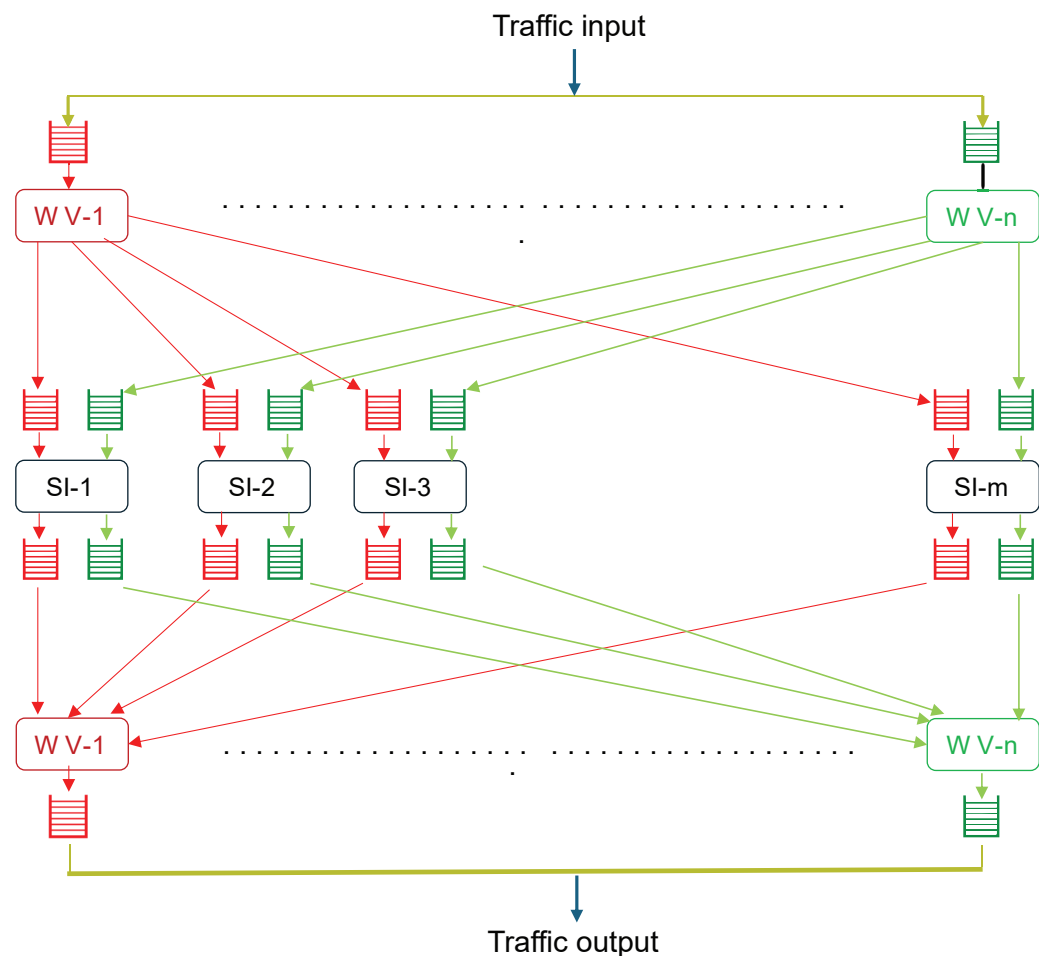 Traffic input
W V-1
. . . . . . . . . . . . . . . . . . . . . . . . . . . . . . . . . . . . .
W V-n
SI-1
SI-2
SI-3
SI-m
W V-1
. . . . . . . . . . . . . . . . . . . . . . . . . . . . . . . . . . . . .
W V-n
Traffic output